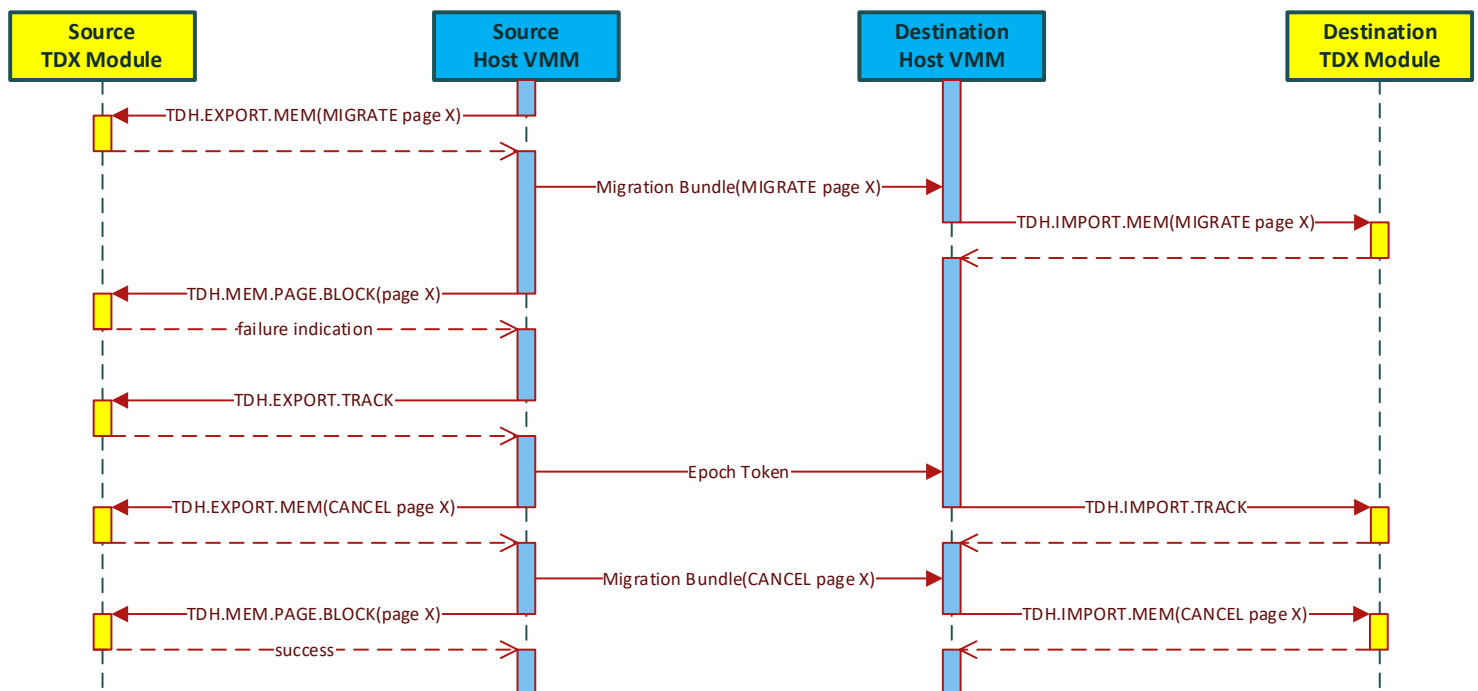 Source
TDX Module
Source
Host VMM
Destination
Host VMM
Destination
TDX Module
TDH.EXPORT.MEM(MIGRATE page X)
Migration Bundle(MIGRATE page X)
TDH.IMPORT.MEM(MIGRATE page X)
TDH.MEM.PAGE.BLOCK(page X)
failure indication
TDH.EXPORT.TRACK
Epoch Token
TDH.EXPORT.MEM(CANCEL page X)
TDH.IMPORT.TRACK
Migration Bundle(CANCEL page X)
TDH.MEM.PAGE.BLOCK(page X)
TDH.IMPORT.MEM(CANCEL page X)
success